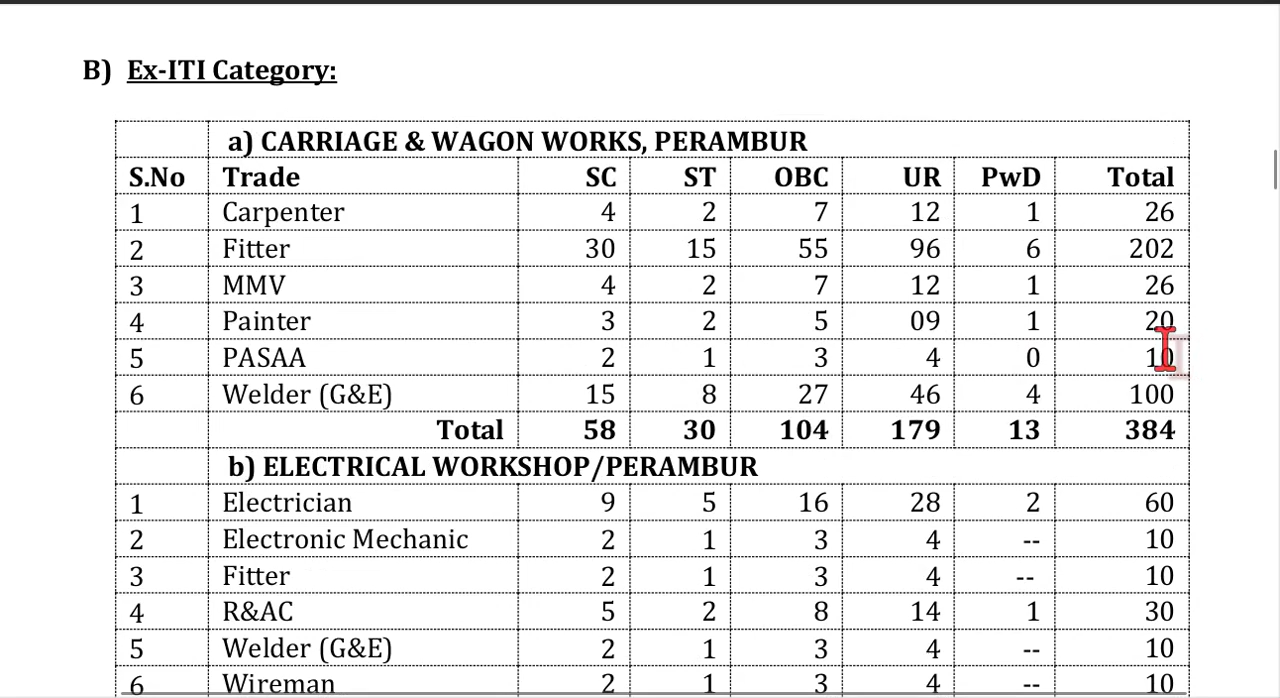 B) Ex-ITI Category:
a) CARRIAGE & WAGON WORKS, PERAMBUR
S.No Trade SC ST OBC UR PwD Total
1 Carpenter 4 2 7 12 1 26
2 Fitter 30 15 55 96 6 202
3 MMV 4 2 7 12 1 26
4 Painter 3 2 5 09 1 20
5 PASAA 2 1 3 4 0 10
6 Welder (G&E) 15 8 27 46 4 100
Total 58 30 104 179 13 384
b) ELECTRICAL WORKSHOP/PERAMBUR
1 Electrician 9 5 16 28 2 60
2 Electronic Mechanic 2 1 3 4 -- 10
3 Fitter 2 1 3 4 -- 10
4 R&AC 5 2 8 14 1 30
5 Welder (G&E) 2 1 3 4 -- 10
6 Wireman 2 1 3 4 -- 10